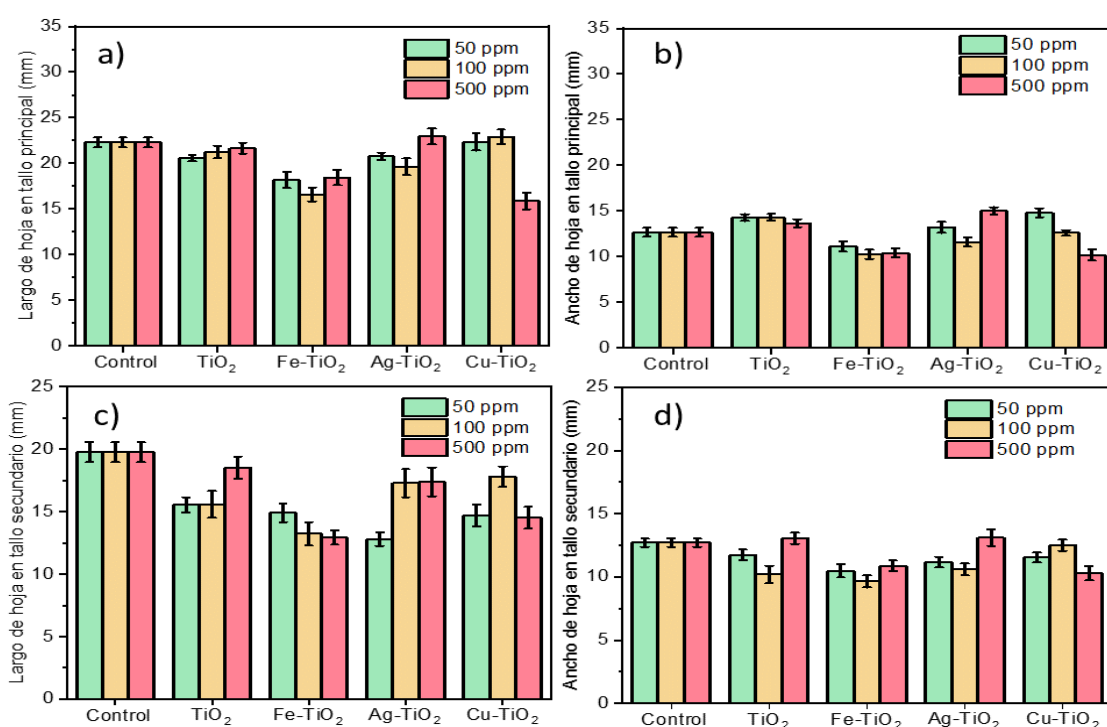 a)
Largo de hoja en tallo principal (mm)
35
30
25
20
15
10
5
0
50 ppm
100 ppm
500 ppm
Control TiO₂ Fe-TiO₂ Ag-TiO₂ Cu-TiO₂
b)
Ancho de hoja en tallo principal (mm)
35
30
25
20
15
10
5
0
50 ppm
100 ppm
500 ppm
Control TiO₂ Fe-TiO₂ Ag-TiO₂ Cu-TiO₂
c)
Largo de hoja en tallo secundario (mm)
25
20
15
10
5
0
50 ppm
100 ppm
500 ppm
Control TiO₂ Fe-TiO₂ Ag-TiO₂ Cu-TiO₂
d)
Ancho de hoja en tallo secundario (mm)
25
20
15
10
5
0
50 ppm
100 ppm
500 ppm
Control TiO₂ Fe-TiO₂ Ag-TiO₂ Cu-TiO₂